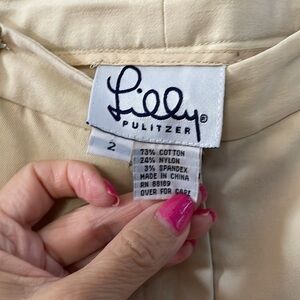 Lilly®
PULITZER
2
73% COTTON
24% NYLON
3% SPANDEX
MADE IN CHINA
RN 88189
OVER FOR CARE